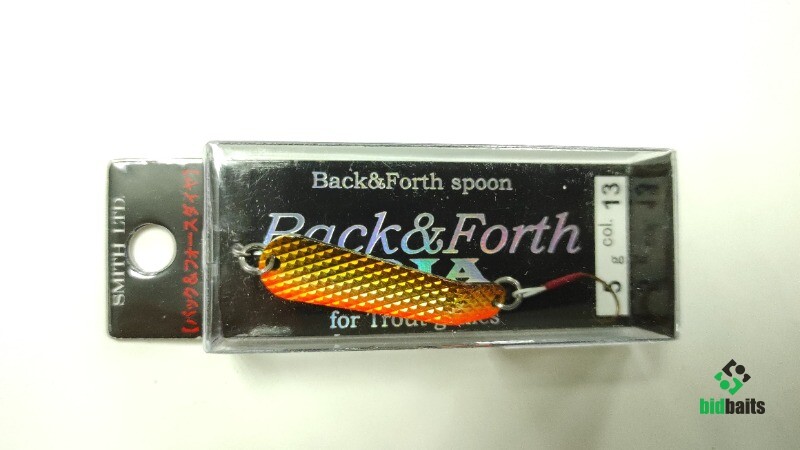 SMITH LTD.
(バック&フォースダイヤ)
Back&Forth spoon
Back&Forth
DIA
for Trout games
5 g col. 13
bidbaits